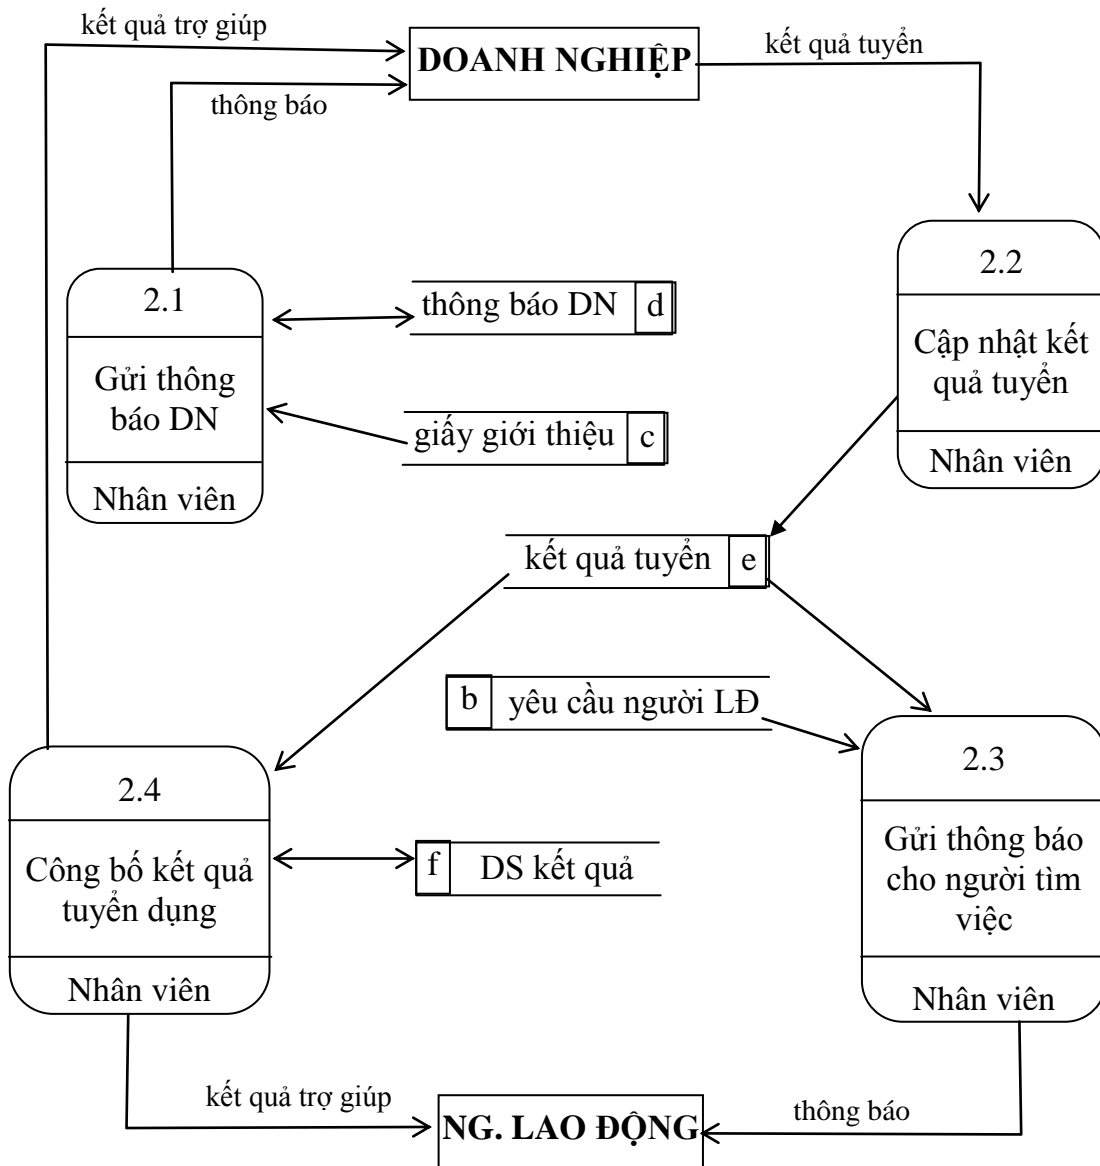 kết quả trợ giúp
DOANH NGHIỆP
kết quả tuyển
thông báo
2.2
2.1
thông báo DN d
Cập nhật kết
quả tuyển
Gửi thông
báo DN
giấy giới thiệu c
Nhân viên
Nhân viên
kết quả tuyển e
b yêu cầu người LĐ
2.3
2.4
Gửi thông báo
cho người tìm
việc
Công bố kết quả
tuyển dụng
f DS kết quả
Nhân viên
Nhân viên
kết quả trợ giúp
thông báo
NG. LAO ĐỘNG